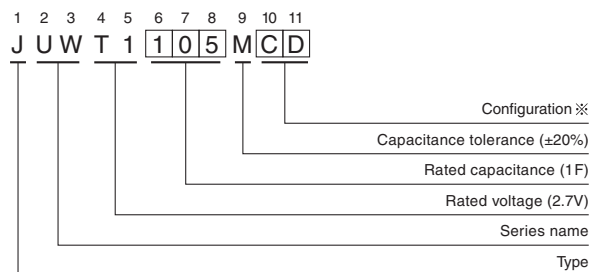 1 2 3 4 5 6 7 8 9 10 11
J U W T 1 1 0 5 M C D
Configuration ※
Capacitance tolerance (±20%)
Rated capacitance (1F)
Rated voltage (2.7V)
Series name
Type